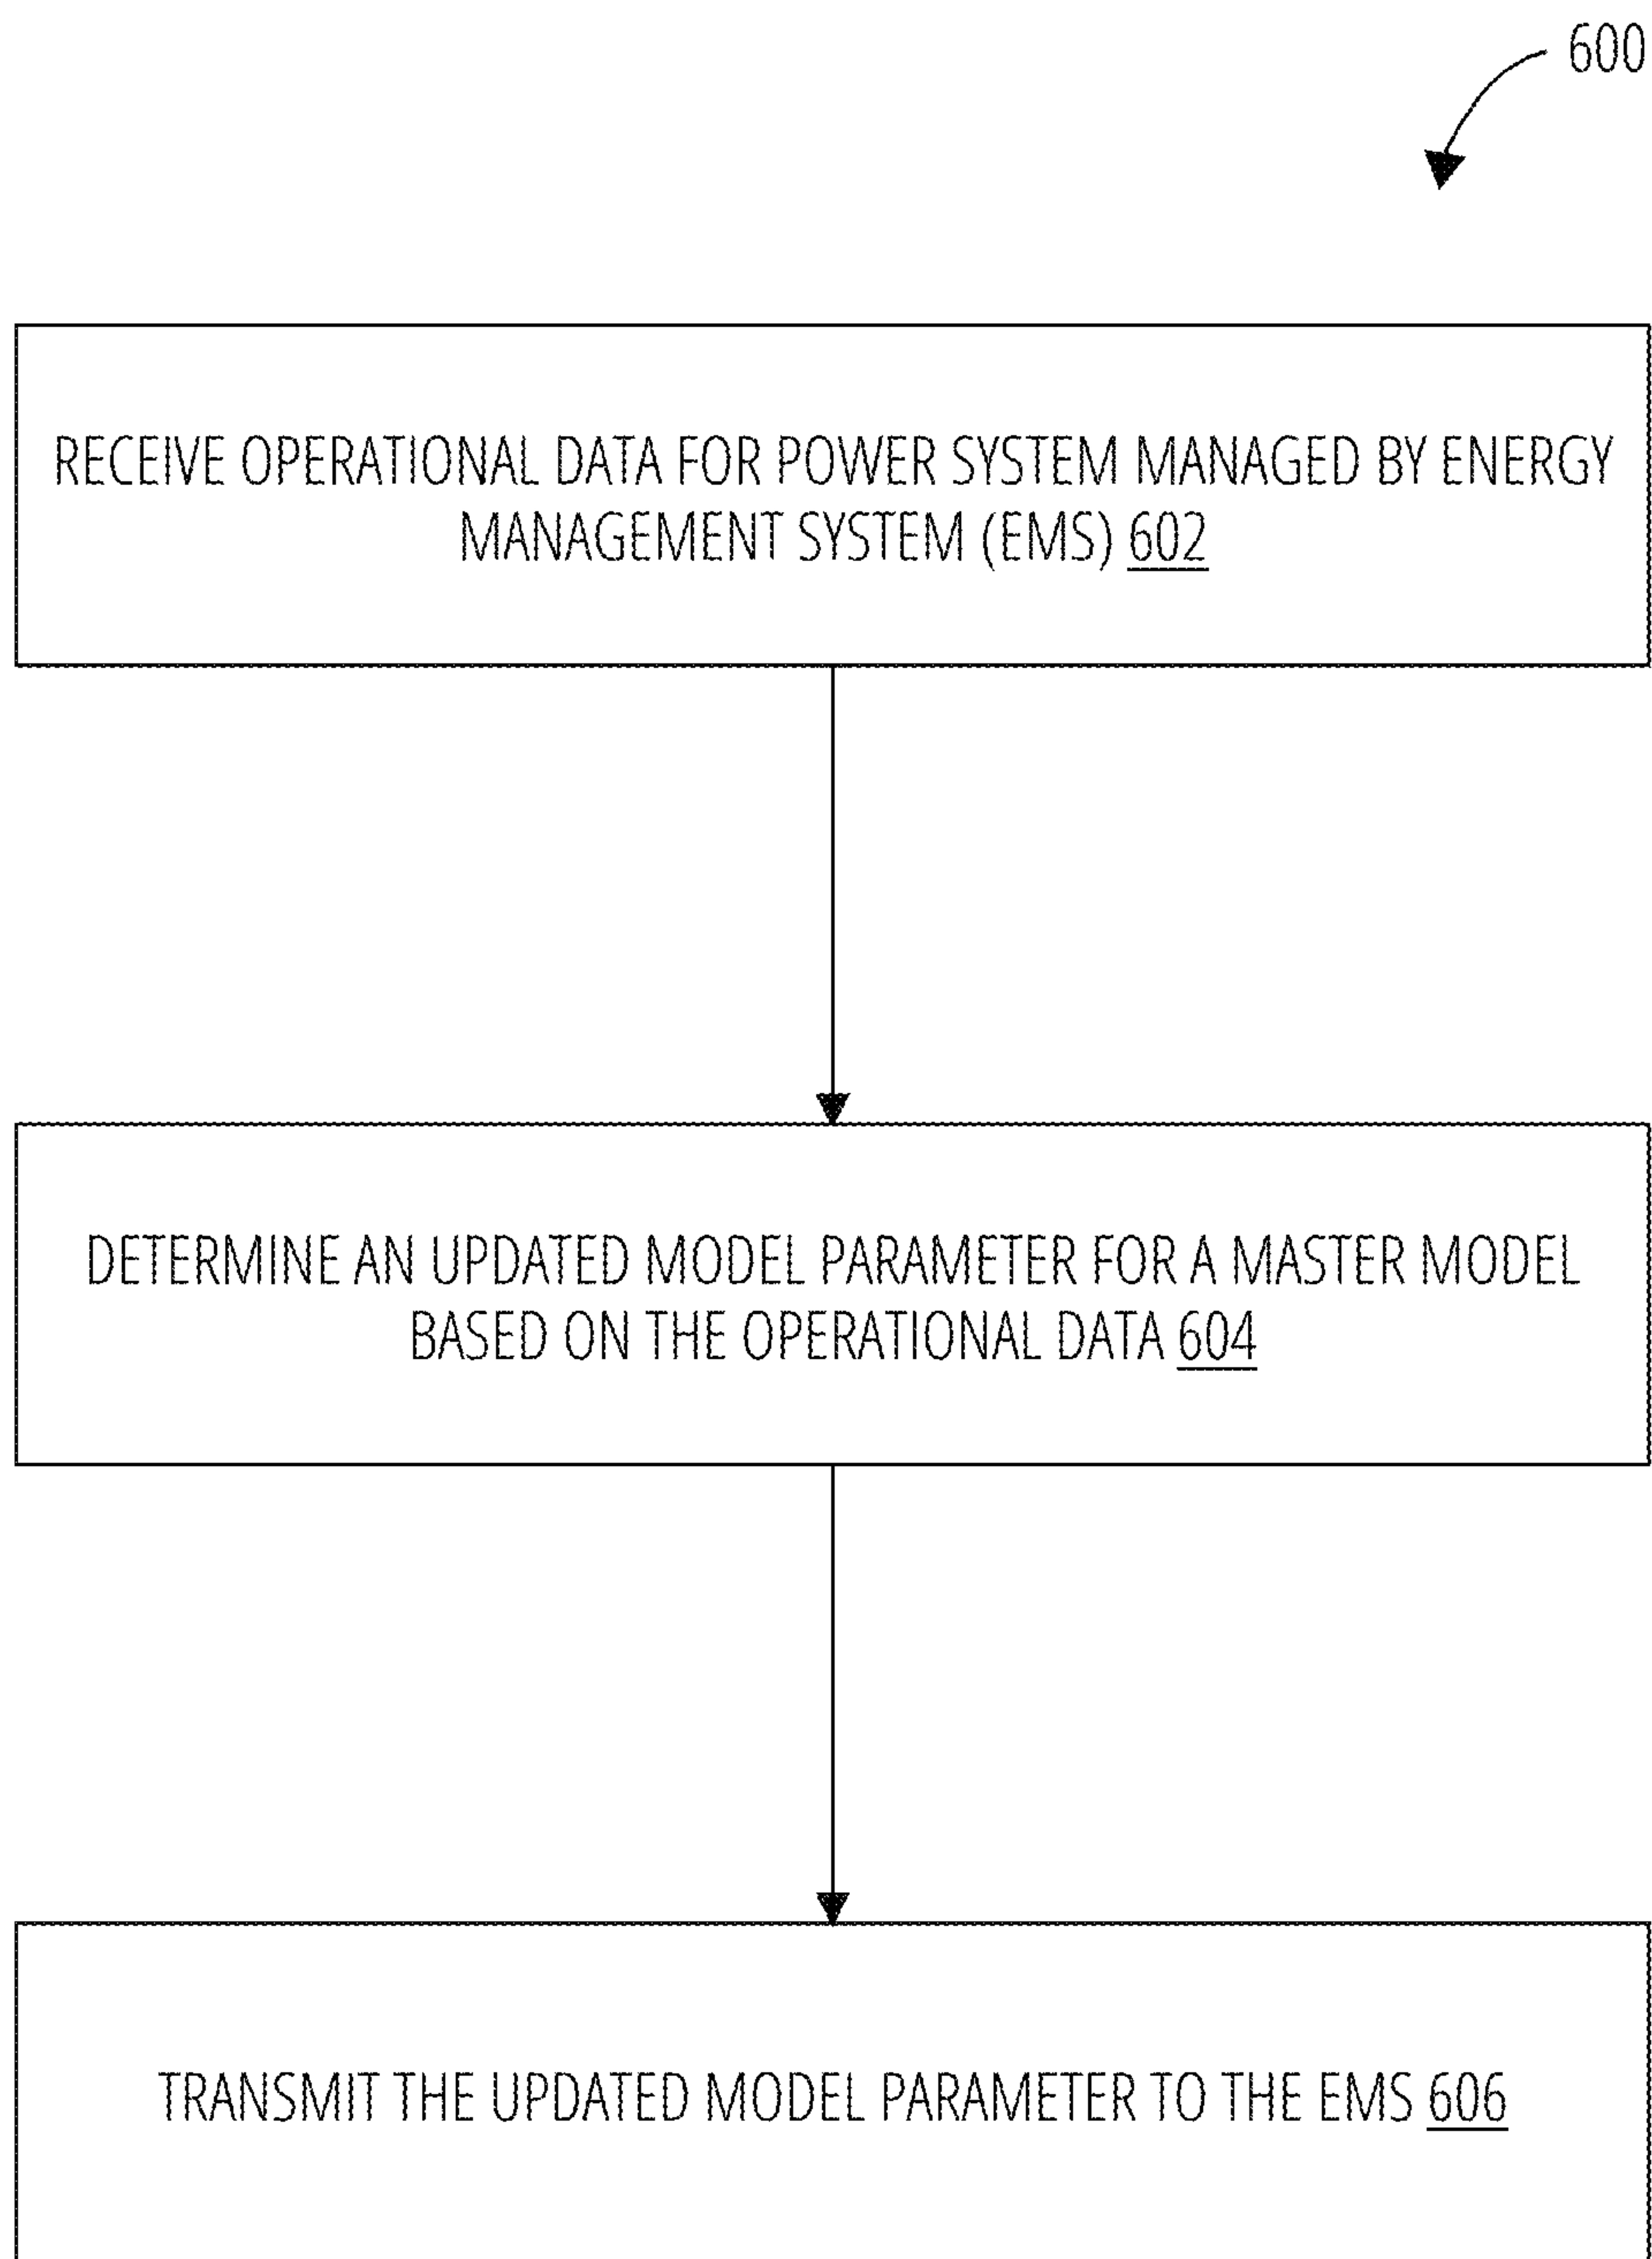 600
RECEIVE OPERATIONAL DATA FOR POWER SYSTEM MANAGED BY ENERGY
MANAGEMENT SYSTEM (EMS) 602
DETERMINE AN UPDATED MODEL PARAMETER FOR A MASTER MODEL
BASED ON THE OPERATIONAL DATA 604
TRANSMIT THE UPDATED MODEL PARAMETER TO THE EMS 606